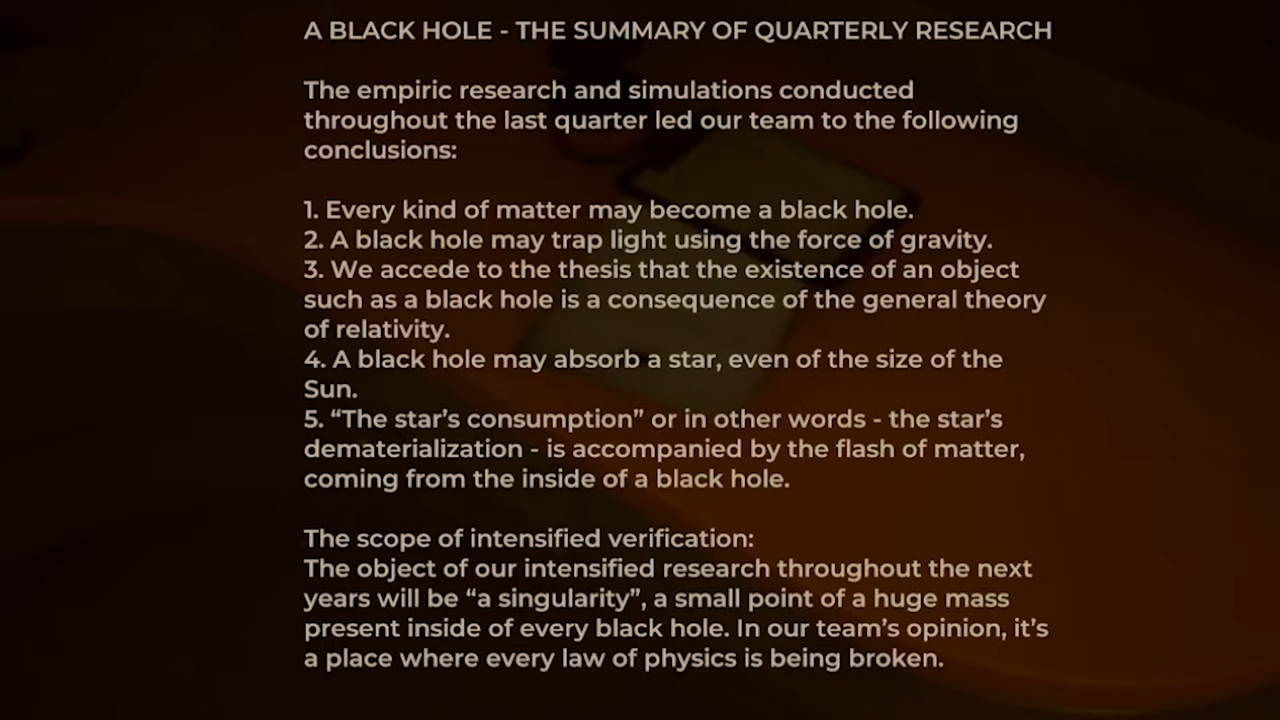 A BLACK HOLE - THE SUMMARY OF QUARTERLY RESEARCH
The empiric research and simulations conducted
throughout the last quarter led our team to the following
conclusions:
1. Every kind of matter may become a black hole.
2. A black hole may trap light using the force of gravity.
3. We accede to the thesis that the existence of an object
such as a black hole is a consequence of the general theory
of relativity.
4. A black hole may absorb a star, even of the size of the
Sun.
5. “The star’s consumption” or in other words - the star’s
dematerialization - is accompanied by the flash of matter,
coming from the inside of a black hole.
The scope of intensified verification:
The object of our intensified research throughout the next
years will be “a singularity”, a small point of a huge mass
present inside of every black hole. In our team’s opinion, it’s
a place where every law of physics is being broken.